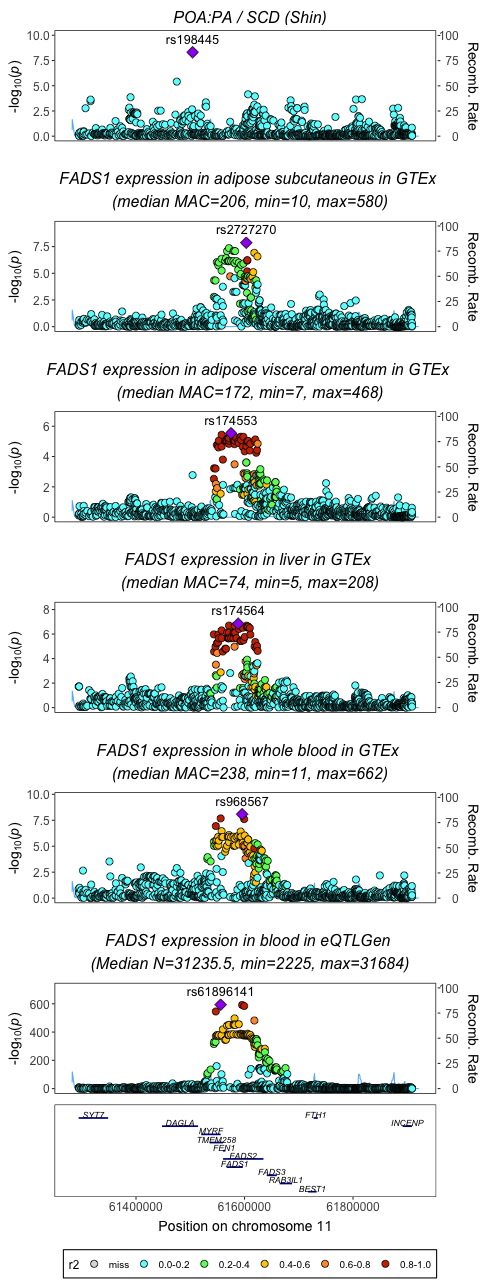 POA:PA / SCD (Shin)
rs198445
10.0
7.5
5.0
2.5
0.0
-log10(p)
100
75
50
25
0
Recomb. Rate
FADS1 expression in adipose subcutaneous in GTEx
(median MAC=206, min=10, max=580)
rs2727270
7.5
5.0
2.5
0.0
-log10(p)
100
75
50
25
0
Recomb. Rate
FADS1 expression in adipose visceral omentum in GTEx
(median MAC=172, min=7, max=468)
rs174553
6
4
2
0
-log10(p)
100
75
50
25
0
Recomb. Rate
FADS1 expression in liver in GTEx
(median MAC=74, min=5, max=208)
rs174564
8
6
4
2
0
-log10(p)
100
75
50
25
0
Recomb. Rate
FADS1 expression in whole blood in GTEx
(median MAC=238, min=11, max=662)
rs968567
10.0
7.5
5.0
2.5
0.0
-log10(p)
100
75
50
25
0
Recomb. Rate
FADS1 expression in blood in eQTLGen
(Median N=31235.5, min=2225, max=31684)
rs61896141
600
400
200
0
-log10(p)
100
75
50
25
0
Recomb. Rate
SYT7 FTH1
DAGLA INCENP
MYRF
TMEM258
FEN1
FADS2
FADS1
FADS3
RAB3IL1
BEST1
61400000 61600000 61800000
Position on chromosome 11
r2 miss 0.0-0.2 0.2-0.4 0.4-0.6 0.6-0.8 0.8-1.0